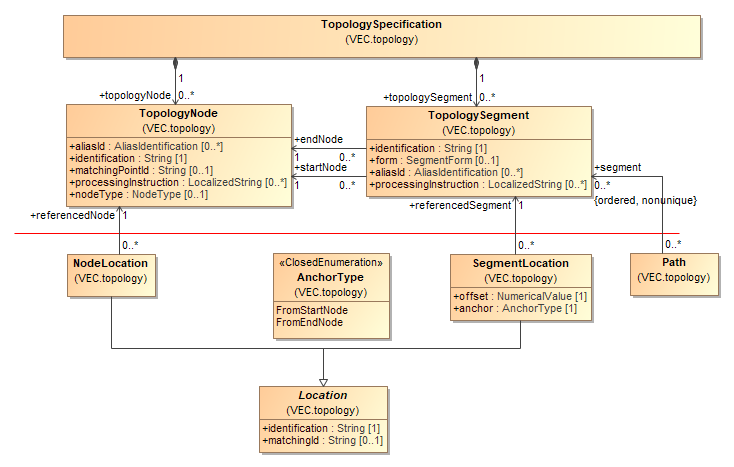 TopologySpecification
(VEC.topology)
1
1
+topologyNode 0..*
+topologySegment 0..*
TopologyNode
(VEC.topology)
+aliasId : AliasIdentification [0..*]
+identification : String [1]
+matchingPointId : String [0..1]
+processingInstruction : LocalizedString [0..*]
+nodeType : NodeType [0..1]
+endNode
1 0..*
+startNode
1 0..*
TopologySegment
(VEC.topology)
+identification : String [1]
+form : SegmentForm [0..1]
+aliasId : AliasIdentification [0..*]
+processingInstruction : LocalizedString [0..*]
+segment
0..*
{ordered, nonunique}
+referencedNode 1
+referencedSegment 1
0..*
0..*
0..*
NodeLocation
(VEC.topology)
«ClosedEnumeration»
AnchorType
(VEC.topology)
FromStartNode
FromEndNode
SegmentLocation
(VEC.topology)
+offset : NumericalValue [1]
+anchor : AnchorType [1]
Path
(VEC.topology)
Location
(VEC.topology)
+identification : String [1]
+matchingId : String [0..1]